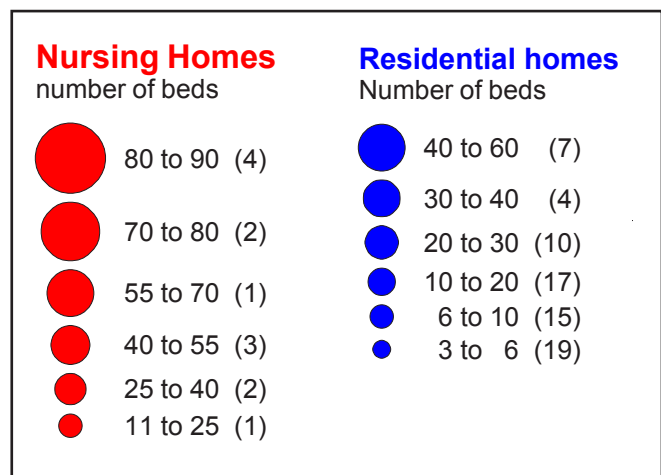 Nursing Homes
number of beds
80 to 90 (4)
70 to 80 (2)
55 to 70 (1)
40 to 55 (3)
25 to 40 (2)
11 to 25 (1)
Residential homes
Number of beds
40 to 60 (7)
30 to 40 (4)
20 to 30 (10)
10 to 20 (17)
6 to 10 (15)
3 to 6 (19)